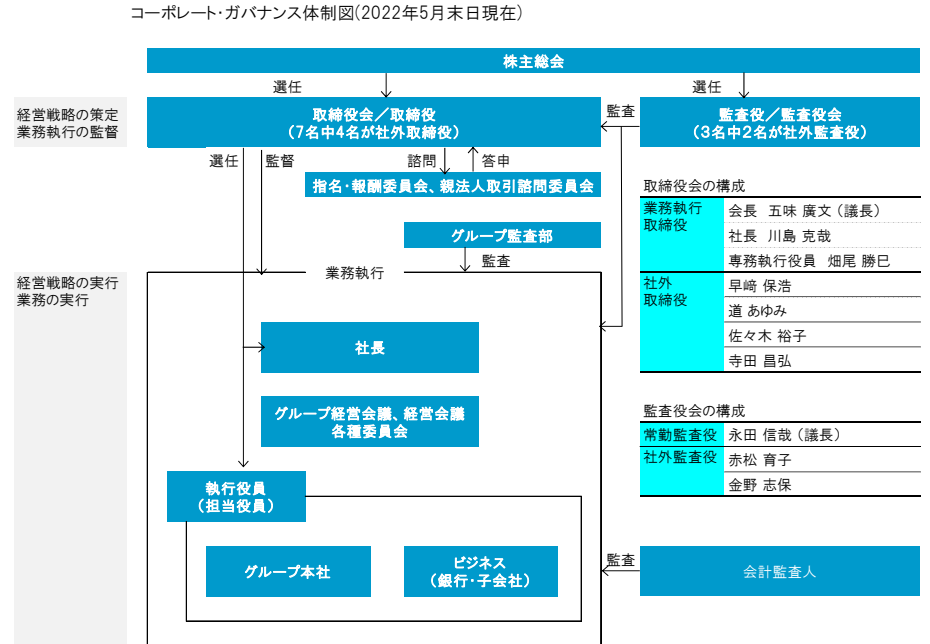 コーポレート・ガバナンス体制図(2022年5月末日現在)
株主総会
選任
選任
経営戦略の策定
業務執行の監督
取締役会／取締役
(7名中4名が社外取締役)
監査
監査役／監査役会
(3名中2名が社外監査役)
選任
監督
諮問
答申
指名・報酬委員会、親法人取引諮問委員会
グループ監査部
監査
経営戦略の実行
業務の実行
業務執行
社長
グループ経営会議、経営会議
各種委員会
執行役員
(担当役員)
グループ本社
ビジネス
(銀行・子会社)
取締役会の構成
業務執行
取締役
会長 五味 廣文 (議長)
社長 川島 克哉
専務執行役員 畑尾 勝巳
社外
取締役
早﨑 保浩
道 あゆみ
佐々木 裕子
寺田 昌弘
監査役会の構成
常勤監査役 永田 信哉 (議長)
社外監査役 赤松 育子
金野 志保
監査
会計監査人